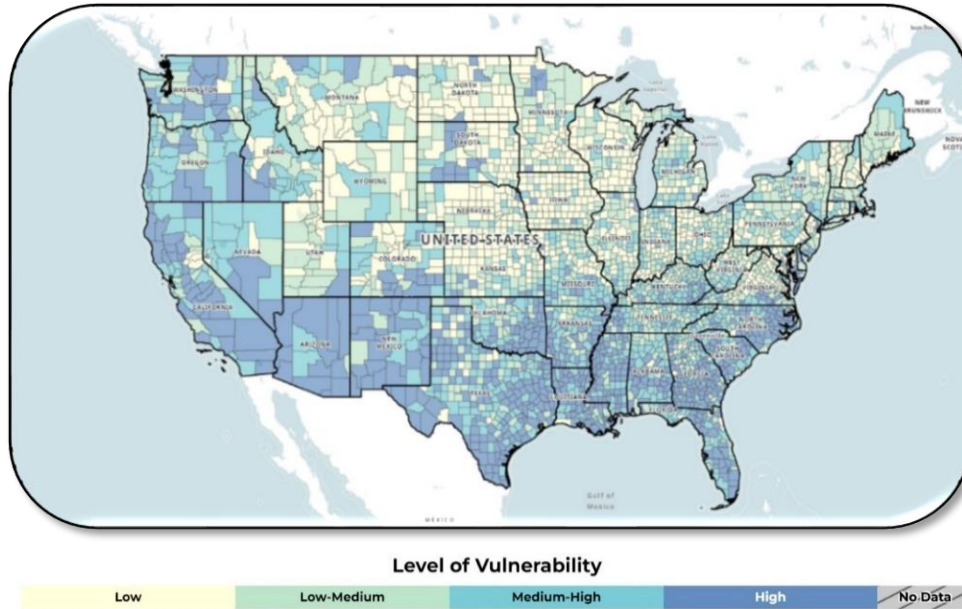 WASHINGTON
MONTANA
NORTH
DAKOTA
MINNESOTA
NEW
BRUNSWICK
MAINE
NOVA
SCOTI
OREGON
IDAHO
SOUTH
DAKOTA
WISCONSIN
MICHIGAN
NEW
YORK
WYOMING
IOWA
NEBRASKA
PENNSYLVANIA
NEVADA
UTAH
COLORADO
UNITED STATES
ILLINOIS
INDIANA
OHIO
WEST
VIRGINIA
VIRGINIA
KANSAS
MISSOURI
KENTUCKY
CALIFORNIA
OKLAHOMA
TENNESSEE
NORTH
CAROLINA
ARIZONA
NEW
MEXICO
ARKANSAS
SOUTH
CAROLINA
ALABAMA
GEORGIA
TEXAS
LOUISIANA
FLORIDA
Gulf of
Mexico
MÉXICO
Level of Vulnerability
Low
Low-Medium
Medium-High
High
No Data